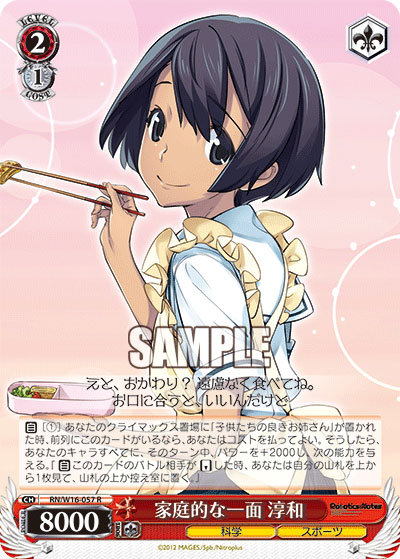 LEVEL
2
1
COST
SAMPLE
えと、おかわり？ 遠慮なく食べてね。
お口に合うと、いいんだけど
自 [①] あなたのクライマックス置場に「子供たちの良きお姉さん」が置かれ
た時、前列にこのカードがいるなら、あなたはコストを払ってよい。そうしたら、
あなたのキャラすべてに、そのターン中、パワーを+2000し、次の能力を与
える。『自 このカードのバトル相手が【リバース】した時、あなたは自分の山札を上か
ら1枚見て、山札の上か控え室に置く。』
CH RN/W16-057 R
8000
家庭的な一面 淳和
Robotics;Notes
科学
スポーツ
©2012 MAGES./5pb./Nitroplus